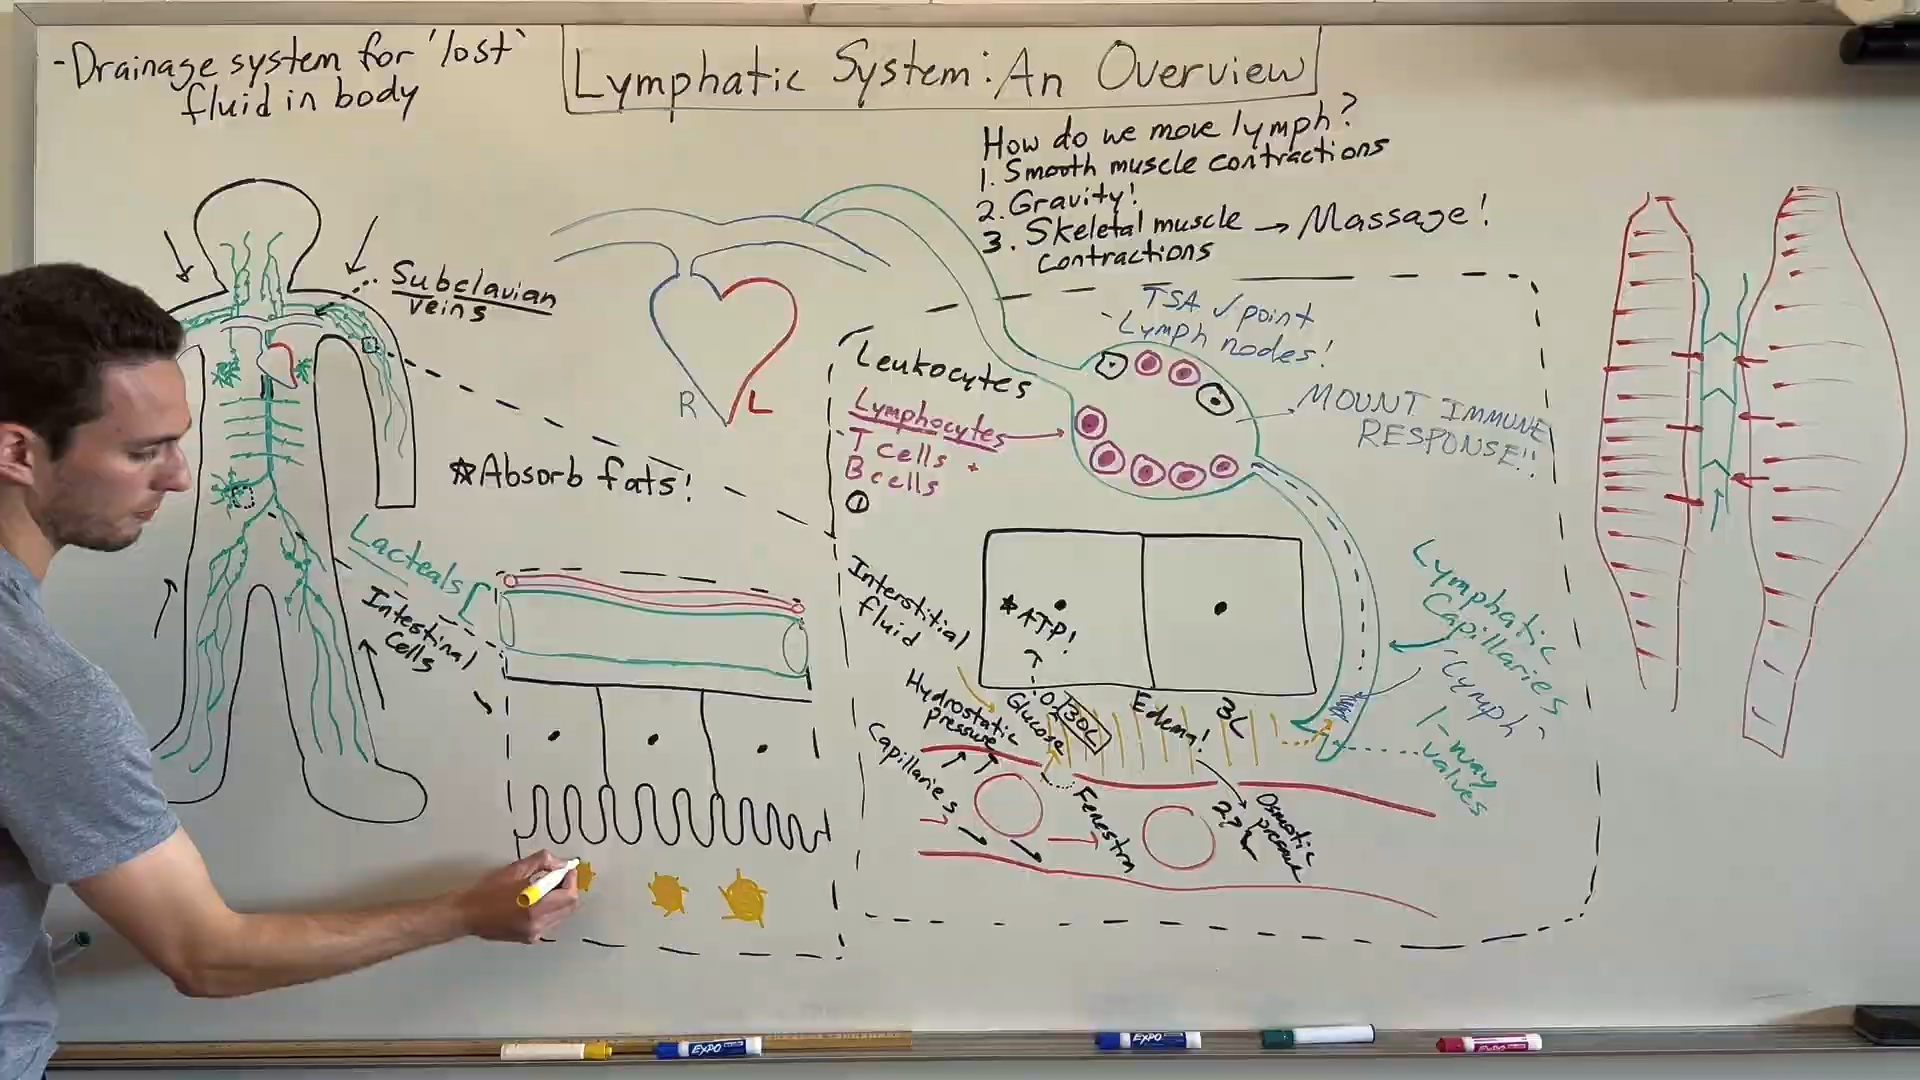 -Drainage system for 'lost'
fluid in body
Lymphatic System: An Overview
How do we move lymph?
1. Smooth muscle contractions
2. Gravity!
3. Skeletal muscle → Massage!
contractions
Subclavian
veins
R L
TSA ✓point
-Lymph nodes!
Leukocytes
Lymphocytes
-T cells +
B cells
MOUNT IMMUNE
RESPONSE!!
*Absorb fats!
Lacteals
Intestinal
Cells
Interstitial
fluid
*ATP!
O2
Glucose
30L
Edema!
3L
Hydrostatic
pressure
Capillaries
Fenestra
Osmotic
pressure
Lymphatic
Capillaries
"Lymph"
1-way
valves
EXPO
EXPO